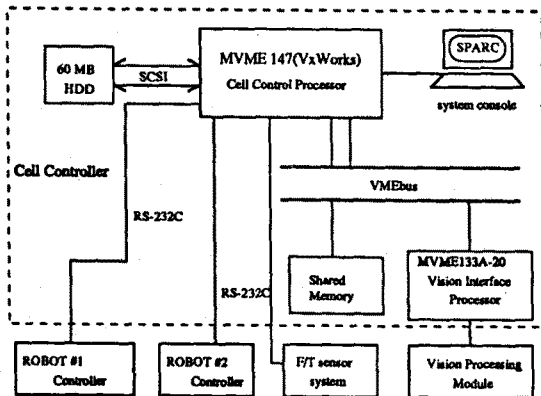 MVME 147(VxWorks)
Cell Control Processor
60 MB
HDD
SCSI
SPARC
system console
Cell Controller
VMEbus
RS-232C
RS-232C
Shared
Memory
MVME133A-20
Vision Interface
Processor
ROBOT #1
Controller
ROBOT #2
Controller
F/T sensor
system
Vision Processing
Module